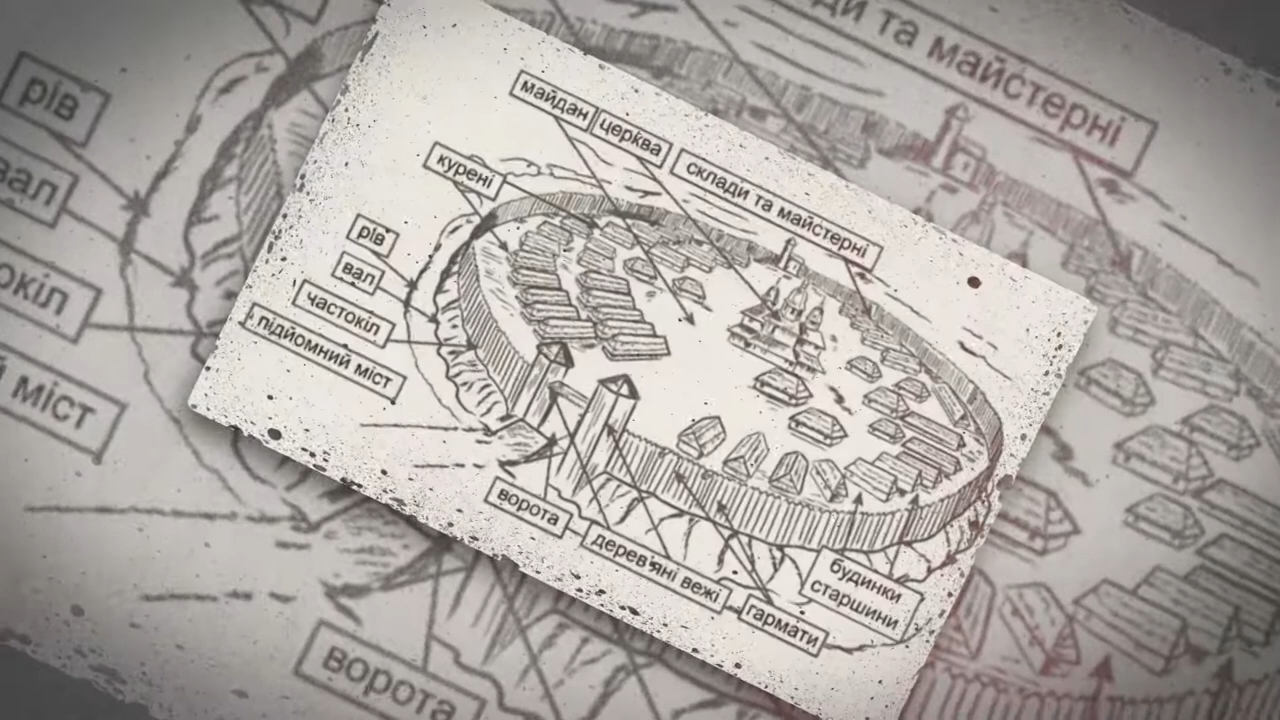 майдан
церква
склади та майстерні
курені
рів
вал
частокіл
підйомний міст
ворота
дерев'яні вежі
гармати
будинки
старшини
ди та майстерні
рів
вал
окіл
й міст
ворота